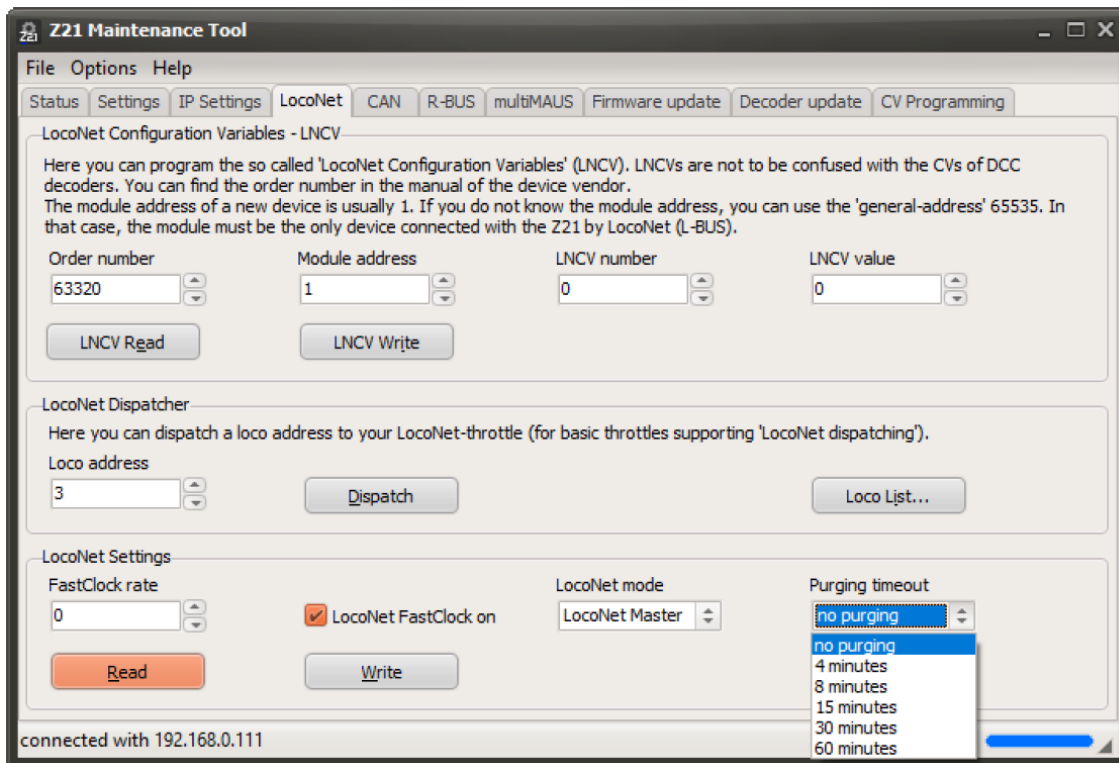 Z21 Maintenance Tool
File Options Help
Status Settings IP Settings LocoNet CAN R-BUS multiMAUS Firmware update Decoder update CV Programming
LocoNet Configuration Variables - LNCV
Here you can program the so called 'LocoNet Configuration Variables' (LNCV). LNCVs are not to be confused with the CVs of DCC
decoders. You can find the order number in the manual of the device vendor.
The module address of a new device is usually 1. If you do not know the module address, you can use the 'general-address' 65535. In
that case, the module must be the only device connected with the Z21 by LocoNet (L-BUS).
Order number Module address LNCV number LNCV value
63320 1 0 0
LNCV Read LNCV Write
LocoNet Dispatcher
Here you can dispatch a loco address to your LocoNet-throttle (for basic throttles supporting 'LocoNet dispatching').
Loco address
3 Dispatch Loco List...
LocoNet Settings
FastClock rate LocoNet mode Purging timeout
0 LocoNet FastClock on LocoNet Master no purging
Read Write
no purging
4 minutes
8 minutes
15 minutes
30 minutes
60 minutes
connected with 192.168.0.111